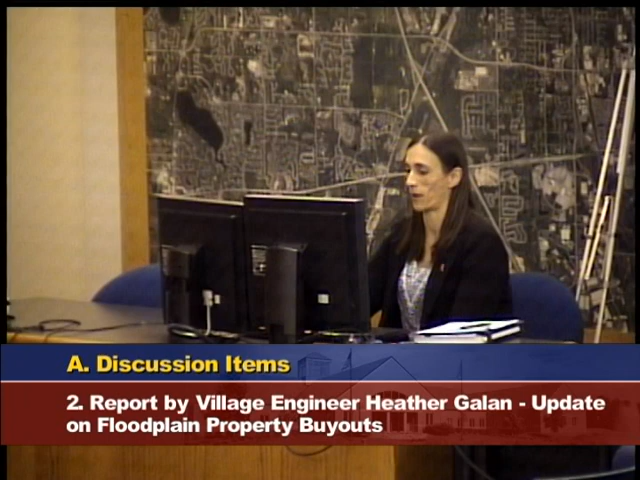 A. Discussion Items
2. Report by Village Engineer Heather Galan - Update
on Floodplain Property Buyouts